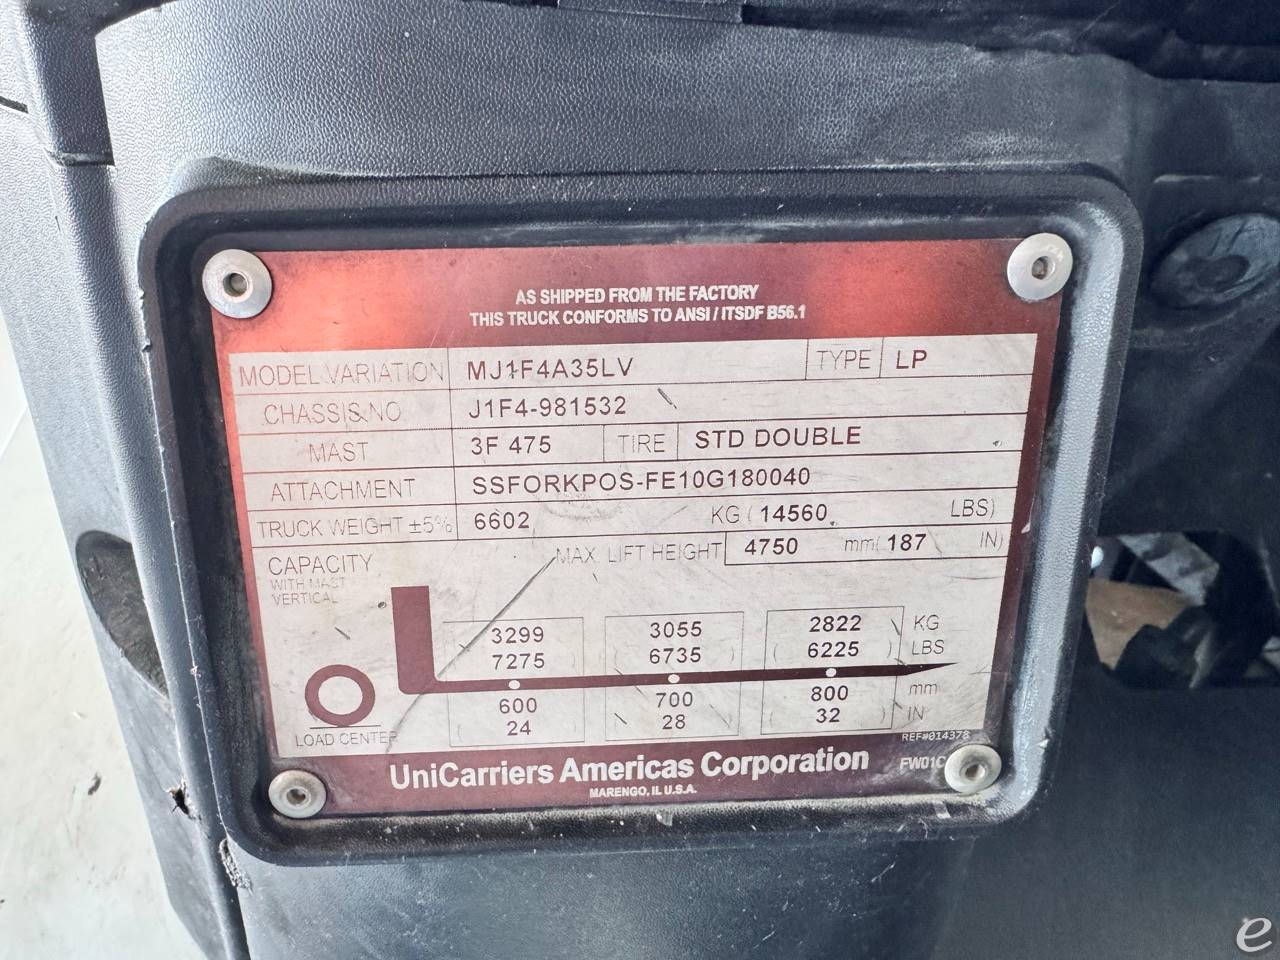 AS SHIPPED FROM THE FACTORY
THIS TRUCK CONFORMS TO ANSI / ITSDF B56.1
MODEL VARIATION MJ1F4A35LV TYPE LP
CHASSIS NO J1F4-981532
MAST 3F 475 TIRE STD DOUBLE
ATTACHMENT SSFORKPOS-FE10G180040
TRUCK WEIGHT ±5% 6602 KG ( 14560 LBS)
CAPACITY MAX. LIFT HEIGHT 4750 mm( 187 IN)
WITH MAST
VERTICAL
3299 3055 2822 KG
( 7275 ) ( 6735 ) ( 6225 ) LBS
600 700 800 mm
( 24 ) ( 28 ) ( 32 ) IN
LOAD CENTER
REF#014378
UniCarriers Americas Corporation FW01C
MARENGO, IL U.S.A.
e